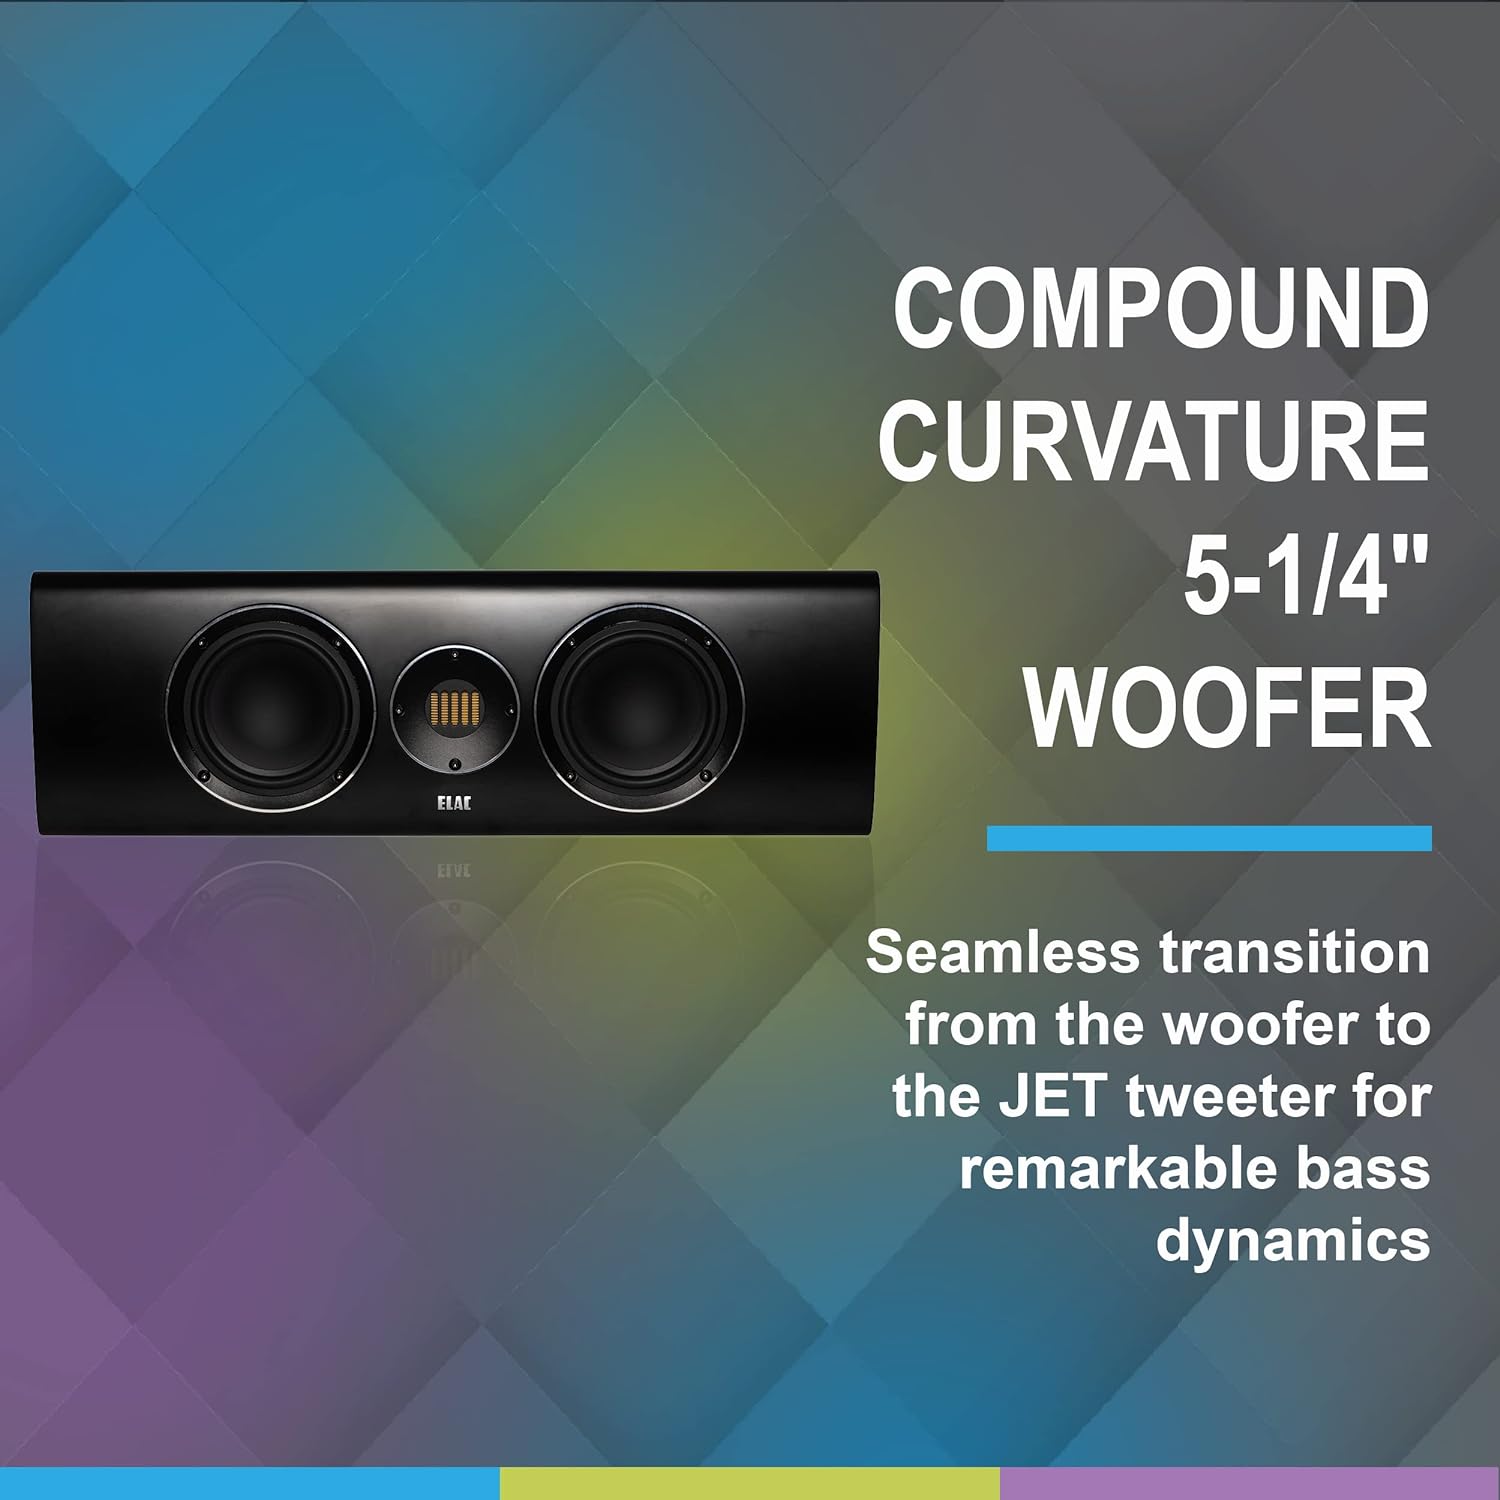 COMPOUND
CURVATURE
5-1/4"
WOOFER
ELAC
Seamless transition
from the woofer to
the JET tweeter for
remarkable bass
dynamics